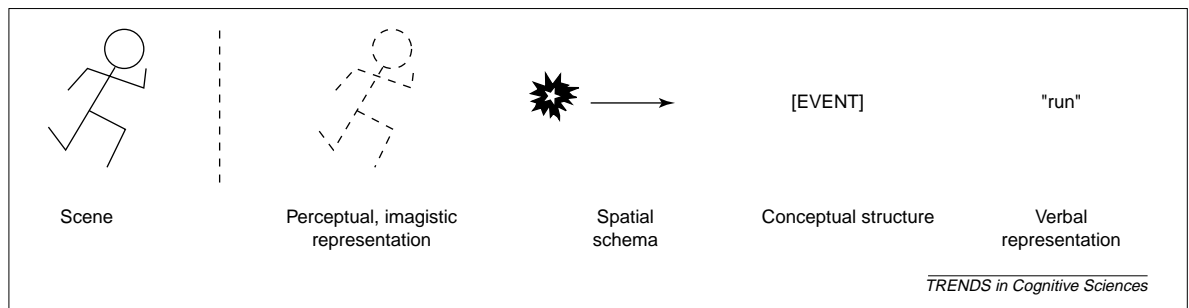 [EVENT]
"run"
Scene
Perceptual, imagistic
representation
Spatial
schema
Conceptual structure
Verbal
representation
TRENDS in Cognitive Sciences